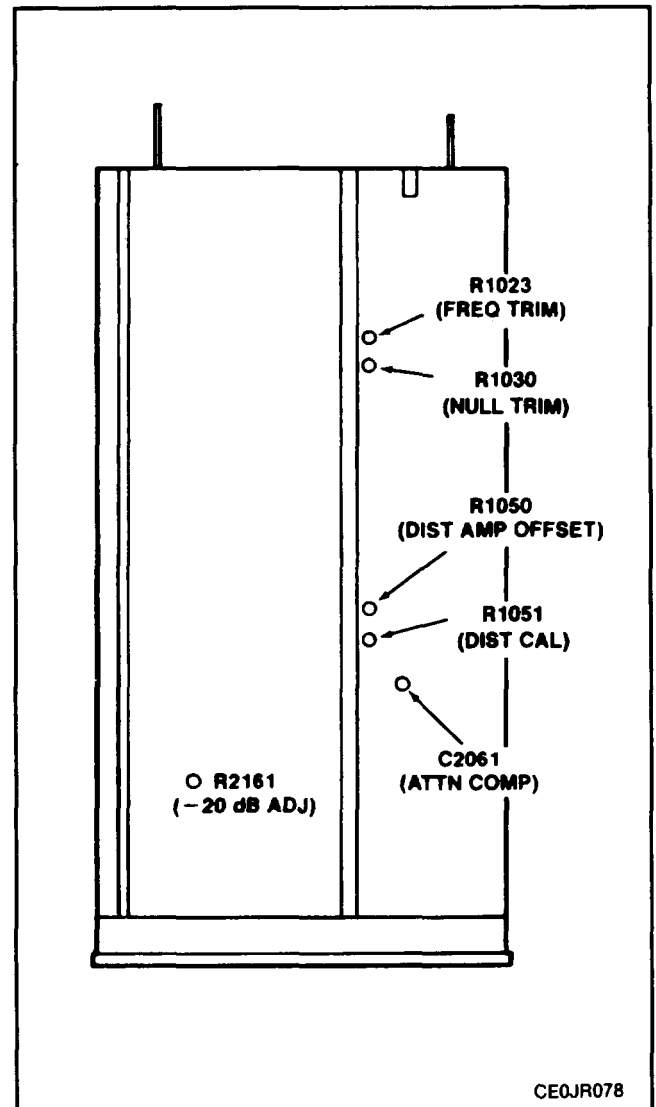 R1023
(FREQ TRIM)
R1030
(NULL TRIM)
R1050
(DIST AMP OFFSET)
R1051
(DIST CAL)
C2061
(ATTN COMP)
R2161
(−20 dB ADJ)
CE0JR078